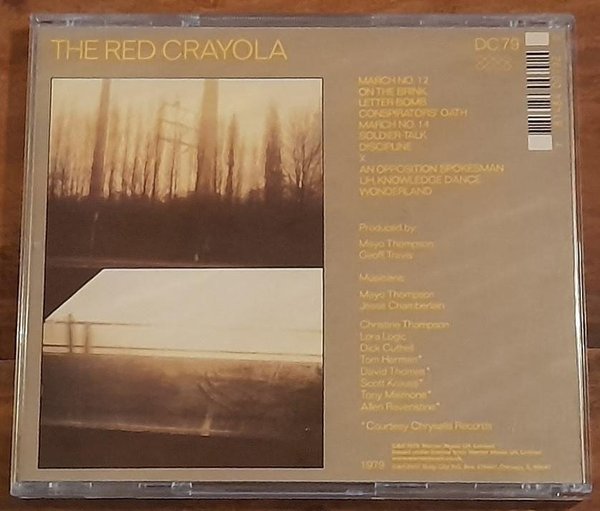 THE RED CRAYOLA
DC79
MARCH NO. 12
ON THE BRINK
LETTER BOMB
CONSPIRATORS' OATH
MARCH NO. 14
SOLDIER-TALK
DISCIPLINE
X
AN OPPOSITION SPOKESMAN
UH, KNOWLEDGE DANCE
WONDERLAND
Produced by:
Mayo Thompson
Geoff Travis
Musicians:
Mayo Thompson
Jesse Chamberlain
Christine Thompson
Lora Logic
Dick Cuthell
Tom Herman*
David Thomas*
Scott Krauss*
Tony Maimone*
Allen Ravenstine*
*Courtesy Chrysalis Records
1979